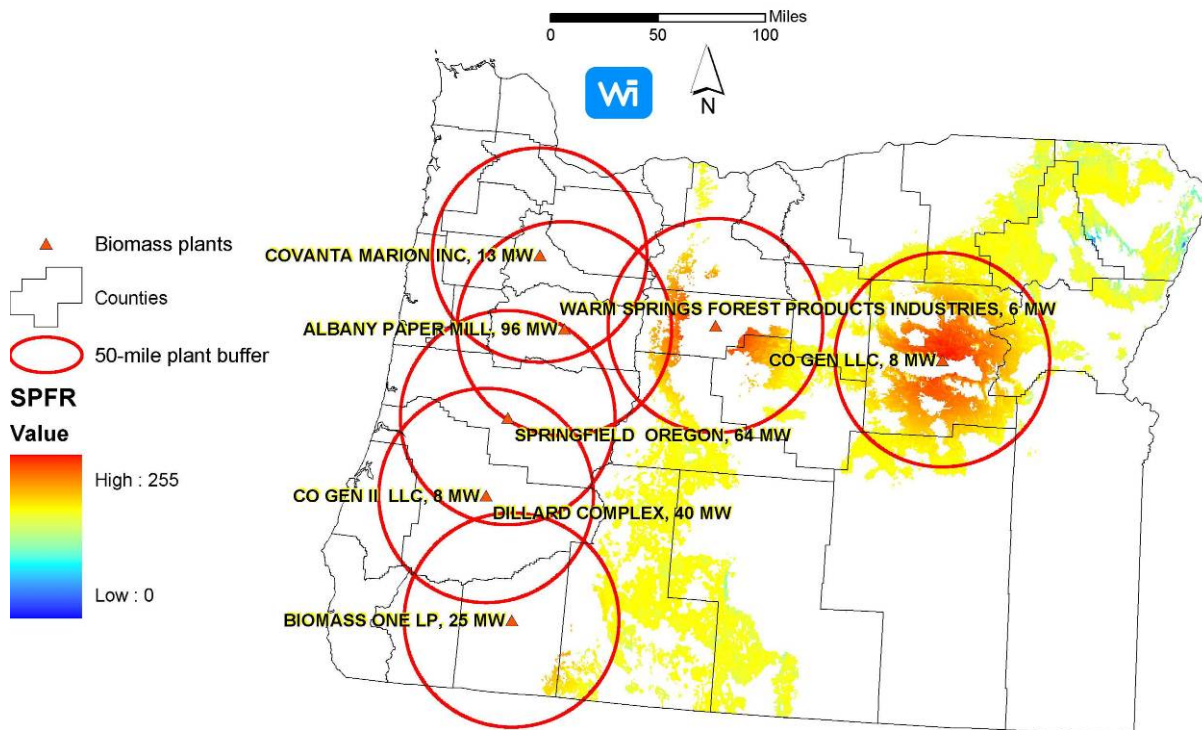 Miles
0 50 100
Wi
N
Biomass plants
Counties
50-mile plant buffer
SPFR
Value
High : 255
Low : 0
COVANTA MARION INC, 13 MW
WARM SPRINGS FOREST PRODUCTS INDUSTRIES, 6 MW
ALBANY PAPER MILL, 96 MW
CO GEN LLC, 8 MW
SPRINGFIELD OREGON, 64 MW
CO GEN II LLC, 8 MW
DILLARD COMPLEX, 40 MW
BIOMASS ONE LP, 25 MW